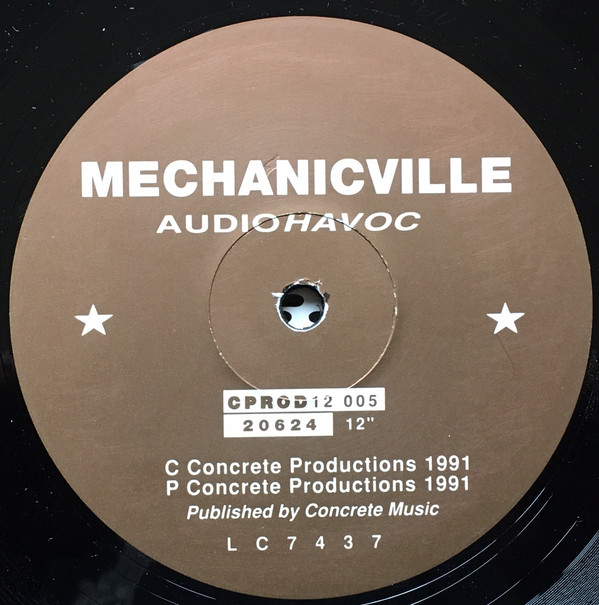 MECHANICVILLE
AUDIOHAVOC
CPROD12 005
20624 12"
C Concrete Productions 1991
P Concrete Productions 1991
Published by Concrete Music
L C 7 4 3 7